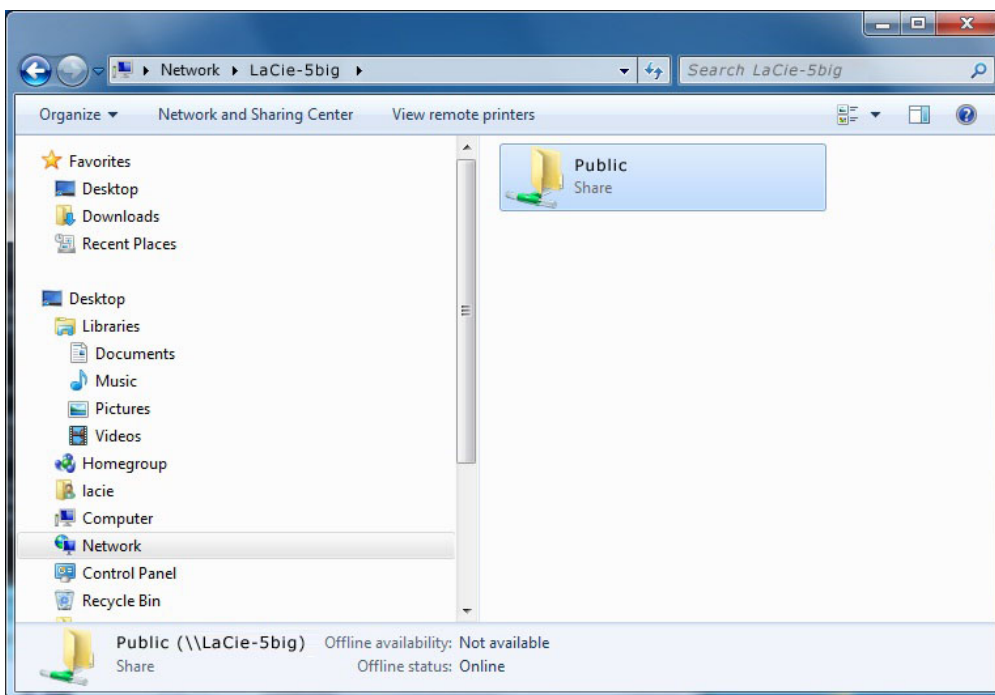 Network LaCie-5big
Search LaCie-5big
Organize Network and Sharing Center View remote printers
Favorites
Desktop
Downloads
Recent Places
Desktop
Libraries
Documents
Music
Pictures
Videos
Homegroup
lacie
Computer
Network
Control Panel
Recycle Bin
Public
Share
Public (\\LaCie-5big) Offline availability: Not available
Share Offline status: Online